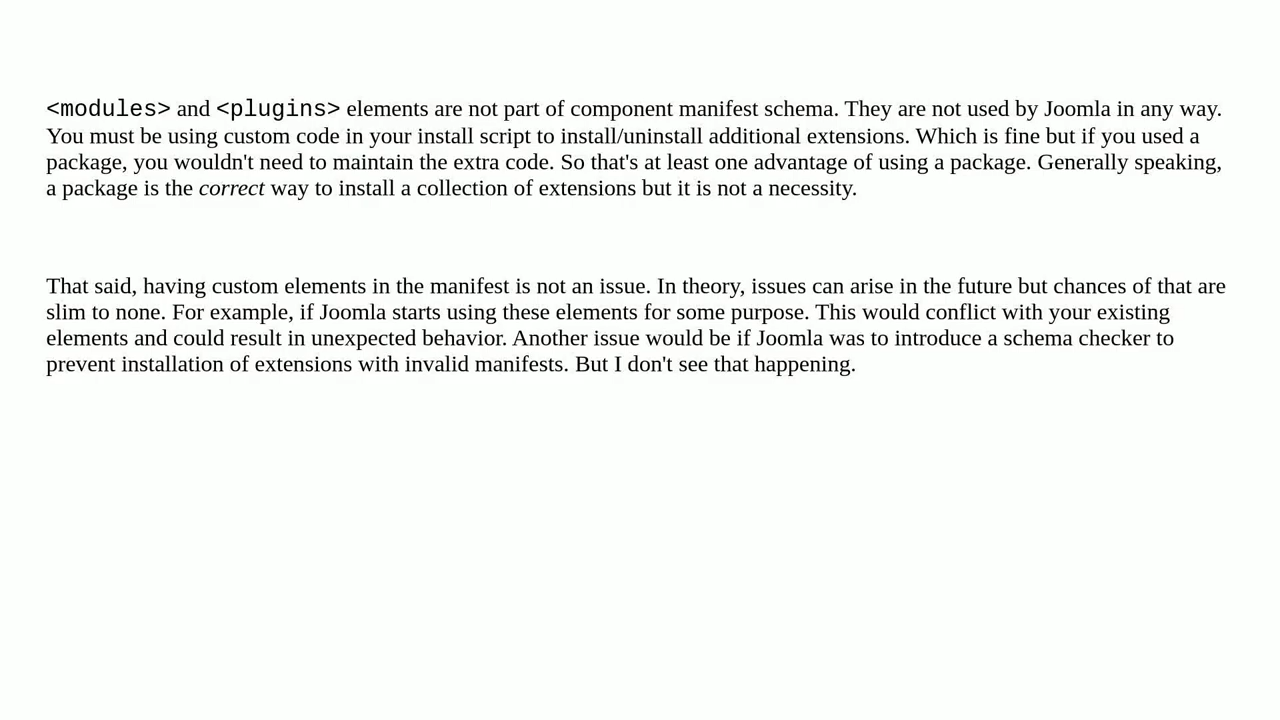 <modules> and <plugins> elements are not part of component manifest schema. They are not used by Joomla in any way.
You must be using custom code in your install script to install/uninstall additional extensions. Which is fine but if you used a
package, you wouldn't need to maintain the extra code. So that's at least one advantage of using a package. Generally speaking,
a package is the correct way to install a collection of extensions but it is not a necessity.
That said, having custom elements in the manifest is not an issue. In theory, issues can arise in the future but chances of that are
slim to none. For example, if Joomla starts using these elements for some purpose. This would conflict with your existing
elements and could result in unexpected behavior. Another issue would be if Joomla was to introduce a schema checker to
prevent installation of extensions with invalid manifests. But I don't see that happening.